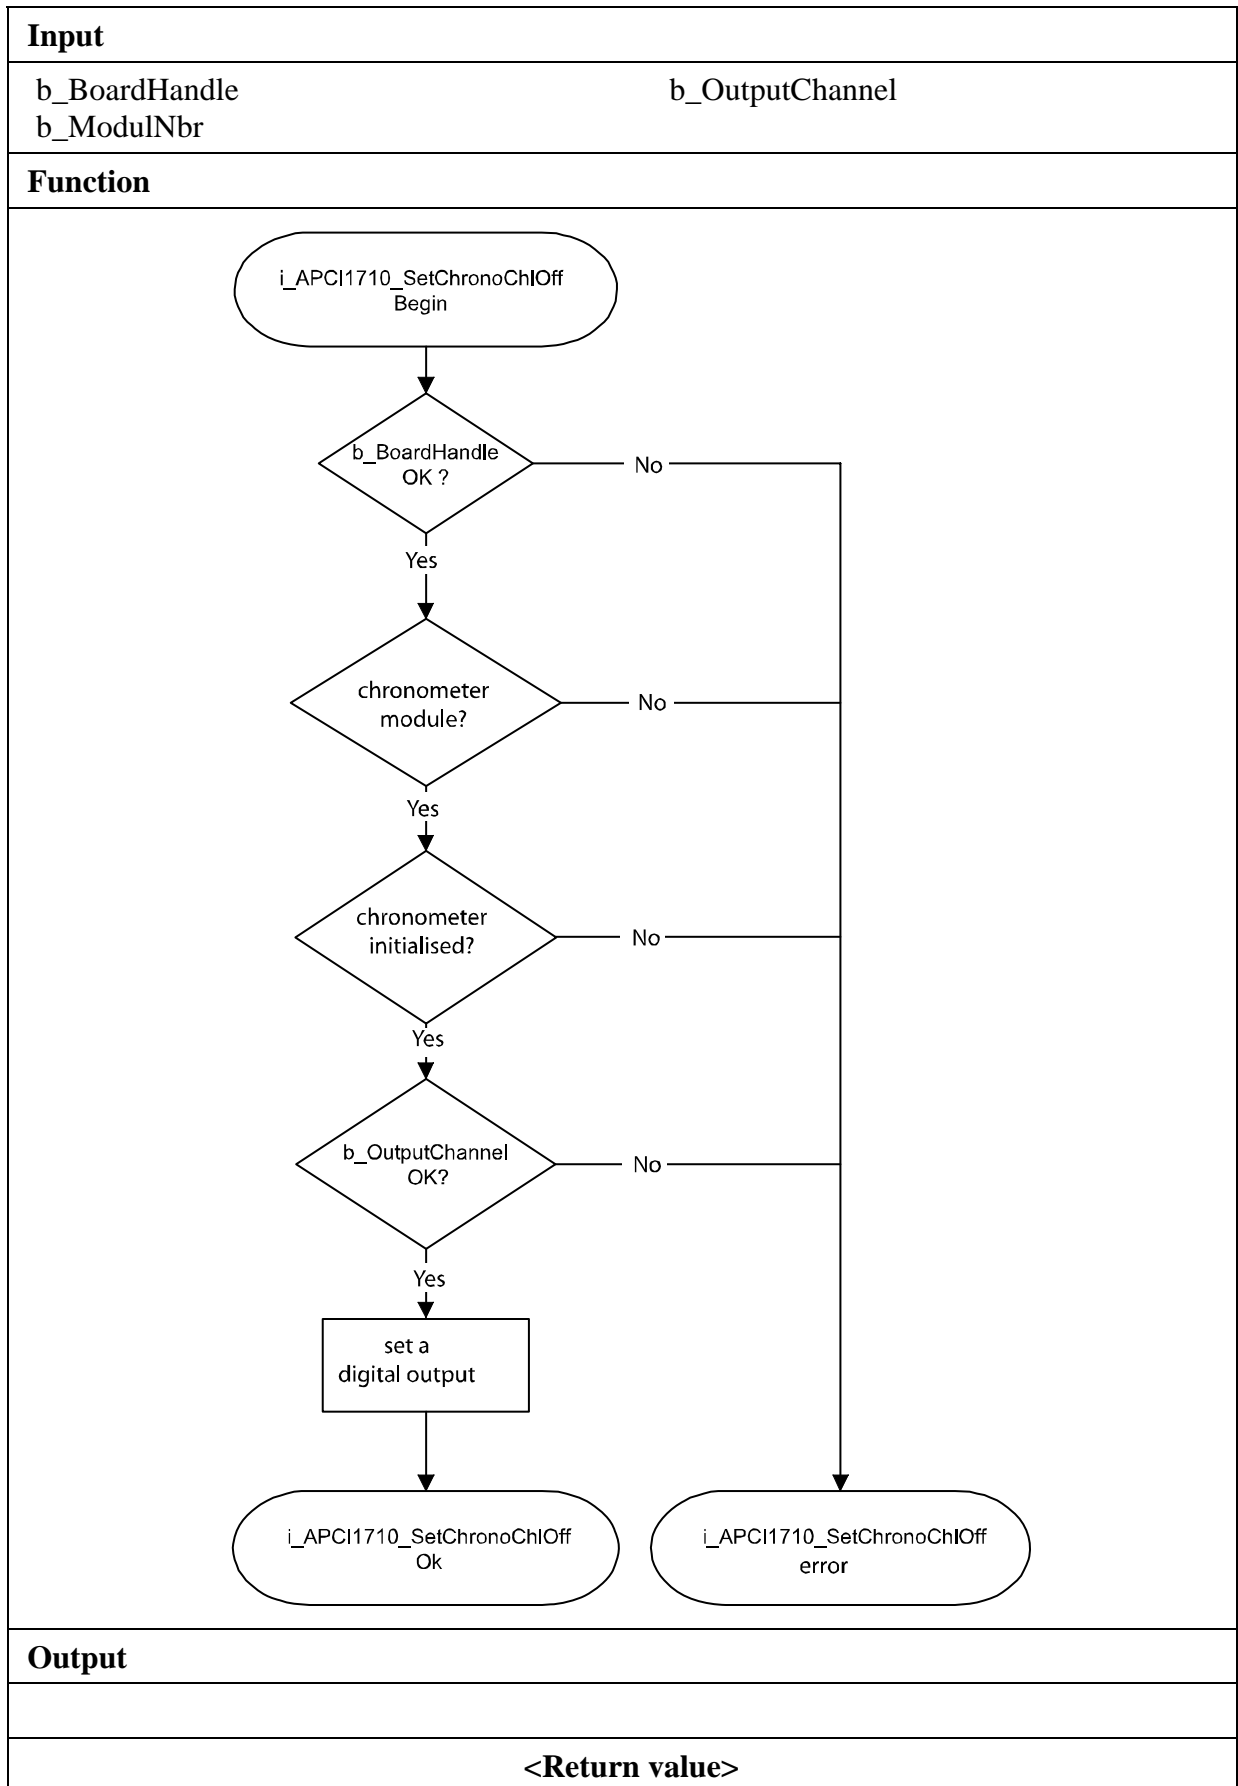 Input
b_BoardHandle b_OutputChannel
b_ModulNbr
Function
i_APCI1710_SetChronoChlOff
Begin
b_BoardHandle
OK ?
No
Yes
chronometer
module?
No
Yes
chronometer
initialised?
No
Yes
b_OutputChannel
OK?
No
Yes
set a
digital output
i_APCI1710_SetChronoChlOff
Ok
i_APCI1710_SetChronoChlOff
error
Output
<Return value>